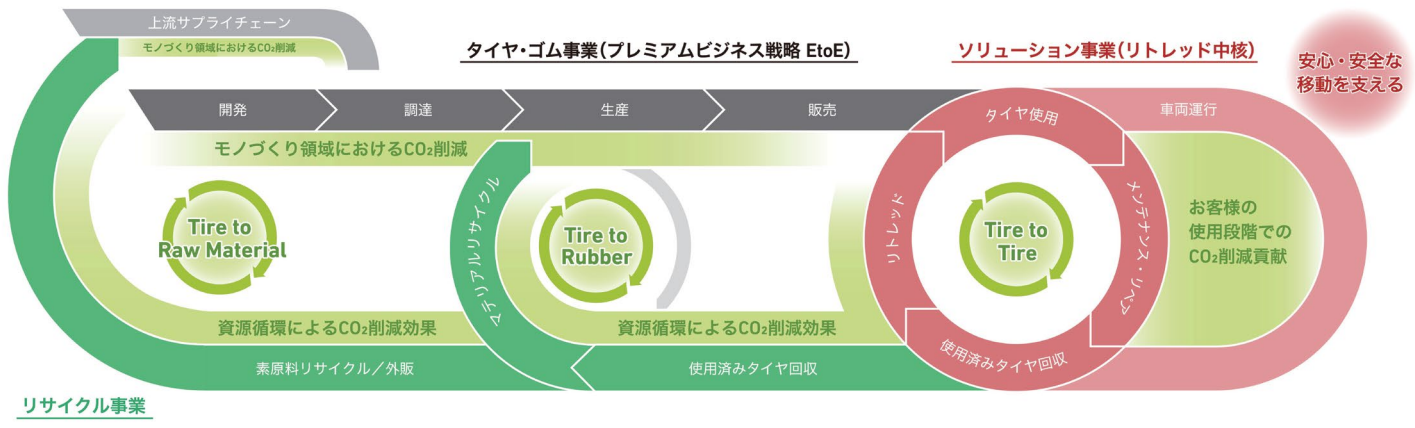 上流サプライチェーン
モノづくり領域におけるCO₂削減
タイヤ・ゴム事業(プレミアムビジネス戦略 EtoE)
ソリューション事業(リトレッド中核)
安心・安全な
移動を支える
開発
調達
生産
販売
タイヤ使用
車両運行
モノづくり領域におけるCO₂削減
Tire to
Raw Material
マテリアルリサイクル
Tire to
Rubber
リトレッド
Tire to
Tire
メンテナンス・リペア
お客様の
使用段階での
CO₂削減貢献
資源循環によるCO₂削減効果
資源循環によるCO₂削減効果
使用済みタイヤ回収
素原料リサイクル/外販
使用済みタイヤ回収
リサイクル事業